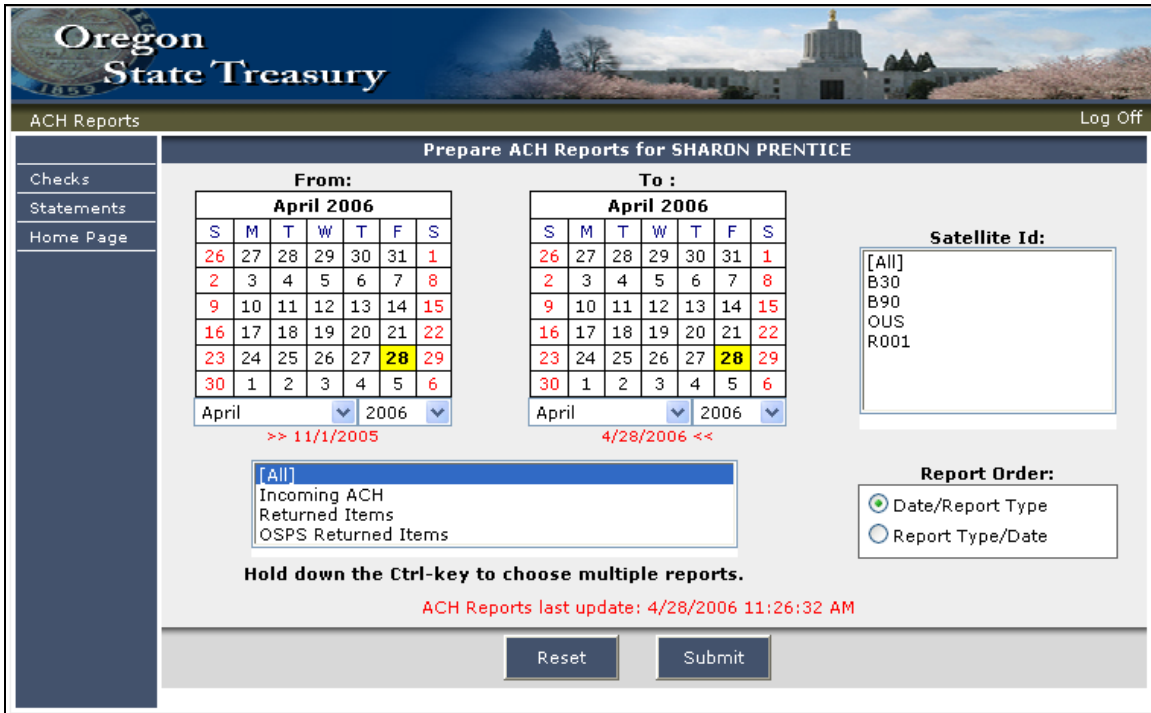 Oregon
State Treasury
1859
ACH Reports Log Off
Prepare ACH Reports for SHARON PRENTICE
Checks
Statements
Home Page
From:
April 2006
S M T W T F S
26 27 28 29 30 31 1
2 3 4 5 6 7 8
9 10 11 12 13 14 15
16 17 18 19 20 21 22
23 24 25 26 27 28 29
30 1 2 3 4 5 6
April 2006
>> 11/1/2005
To :
April 2006
S M T W T F S
26 27 28 29 30 31 1
2 3 4 5 6 7 8
9 10 11 12 13 14 15
16 17 18 19 20 21 22
23 24 25 26 27 28 29
30 1 2 3 4 5 6
April 2006
4/28/2006 <<
Satellite Id:
[All]
B30
B90
OUS
R001
[All]
Incoming ACH
Returned Items
OSPS Returned Items
Hold down the Ctrl-key to choose multiple reports.
Report Order:
Date/Report Type
Report Type/Date
ACH Reports last update: 4/28/2006 11:26:32 AM
Reset Submit